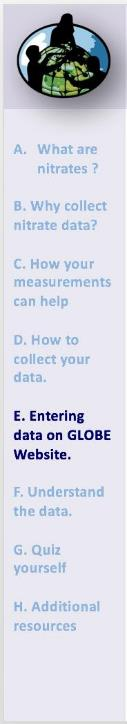 A. What are
nitrates ?
B. Why collect
nitrate data?
C. How your
measurements
can help
D. How to
collect your
data.
E. Entering
data on GLOBE
Website.
F. Understand
the data.
G. Quiz
yourself
H. Additional
resources